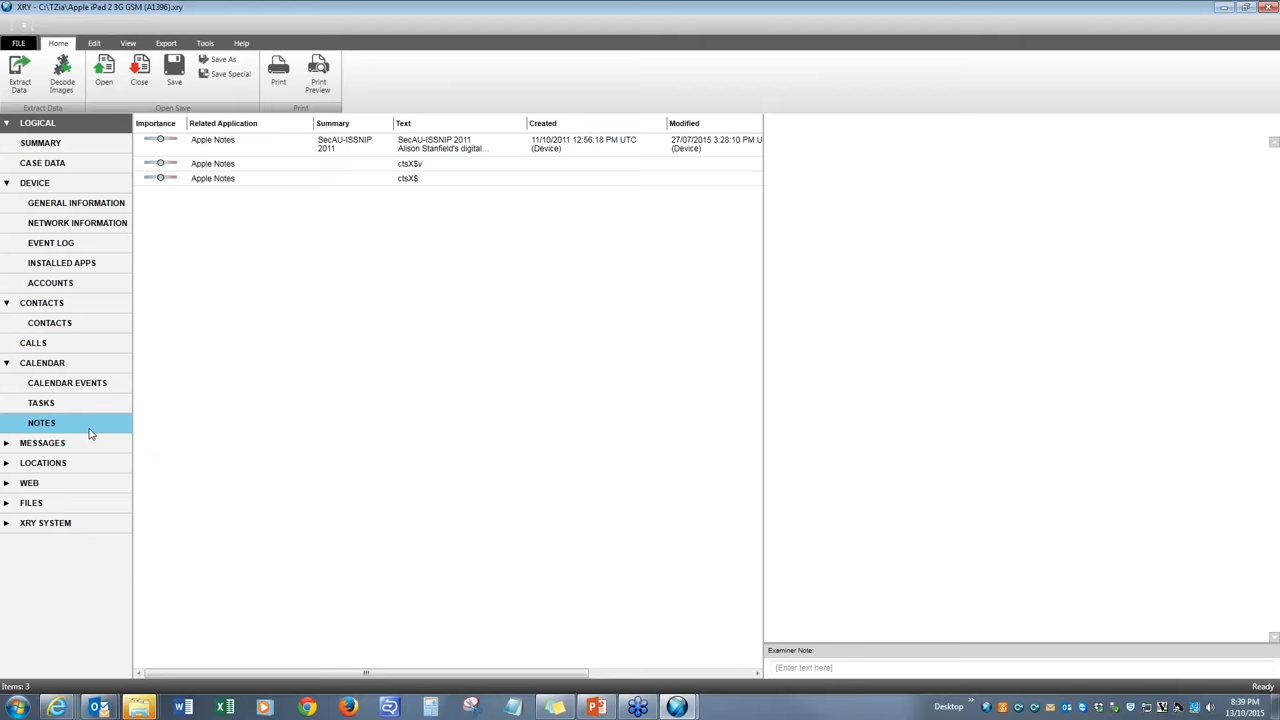 XRY - C:\TZia\Apple iPad 2 3G GSM (A1396).xry
FILE Home Edit View Export Tools Help
Extract Data
Decode Images
Open
Close
Save
Save As
Save Special
Print
Print Preview
Extract Data
Open Save
Print
LOGICAL
SUMMARY
CASE DATA
DEVICE
GENERAL INFORMATION
NETWORK INFORMATION
EVENT LOG
INSTALLED APPS
ACCOUNTS
CONTACTS
CONTACTS
CALLS
CALENDAR
CALENDAR EVENTS
TASKS
NOTES
MESSAGES
LOCATIONS
WEB
FILES
XRY SYSTEM
Importance Related Application Summary Text Created Modified
Apple Notes SecAU-ISSNIP SecAU-ISSNIP 2011 11/10/2011 12:56:18 PM UTC 27/07/2015 3:28:10 PM U
2011 Alison Stanfield's digital... (Device) (Device)
Apple Notes ctsX$v
Apple Notes ctsX$
Examiner Note:
[Enter text here]
Items: 3
Ready
Desktop
8:39 PM
13/10/2015